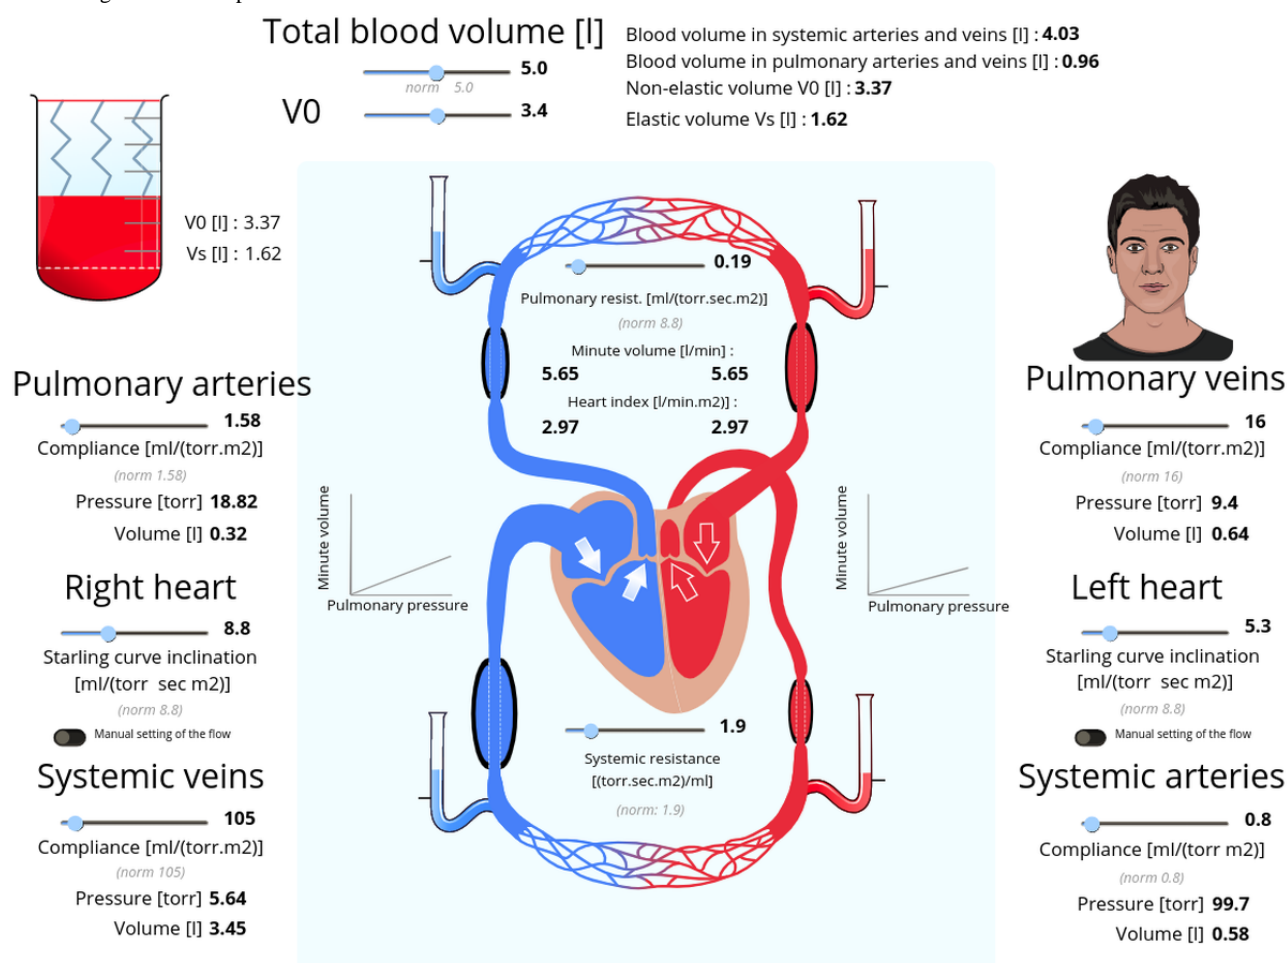 Total blood volume [l]
5.0
norm 5.0
V0
3.4
Blood volume in systemic arteries and veins [l] : 4.03
Blood volume in pulmonary arteries and veins [l] : 0.96
Non-elastic volume V0 [l] : 3.37
Elastic volume Vs [l] : 1.62
V0 [l] : 3.37
Vs [l] : 1.62
0.19
Pulmonary resist. [ml/(torr.sec.m2)]
(norm 8.8)
Minute volume [l/min] :
5.65 5.65
Heart index [l/min.m2)] :
2.97 2.97
Pulmonary arteries
1.58
Compliance [ml/(torr.m2)]
(norm 1.58)
Pressure [torr] 18.82
Volume [l] 0.32
Pulmonary veins
16
Compliance [ml/(torr.m2)]
(norm 16)
Pressure [torr] 9.4
Volume [l] 0.64
Minute volume
Pulmonary pressure
Minute volume
Pulmonary pressure
Right heart
8.8
Starling curve inclination
[ml/(torr sec m2)]
(norm 8.8)
Manual setting of the flow
Left heart
5.3
Starling curve inclination
[ml/(torr sec m2)]
(norm 8.8)
Manual setting of the flow
1.9
Systemic resistance
[(torr.sec.m2)/ml]
(norm: 1.9)
Systemic veins
105
Compliance [ml/(torr.m2)]
(norm 105)
Pressure [torr] 5.64
Volume [l] 3.45
Systemic arteries
0.8
Compliance [ml/(torr m2)]
(norm 0.8)
Pressure [torr] 99.7
Volume [l] 0.58